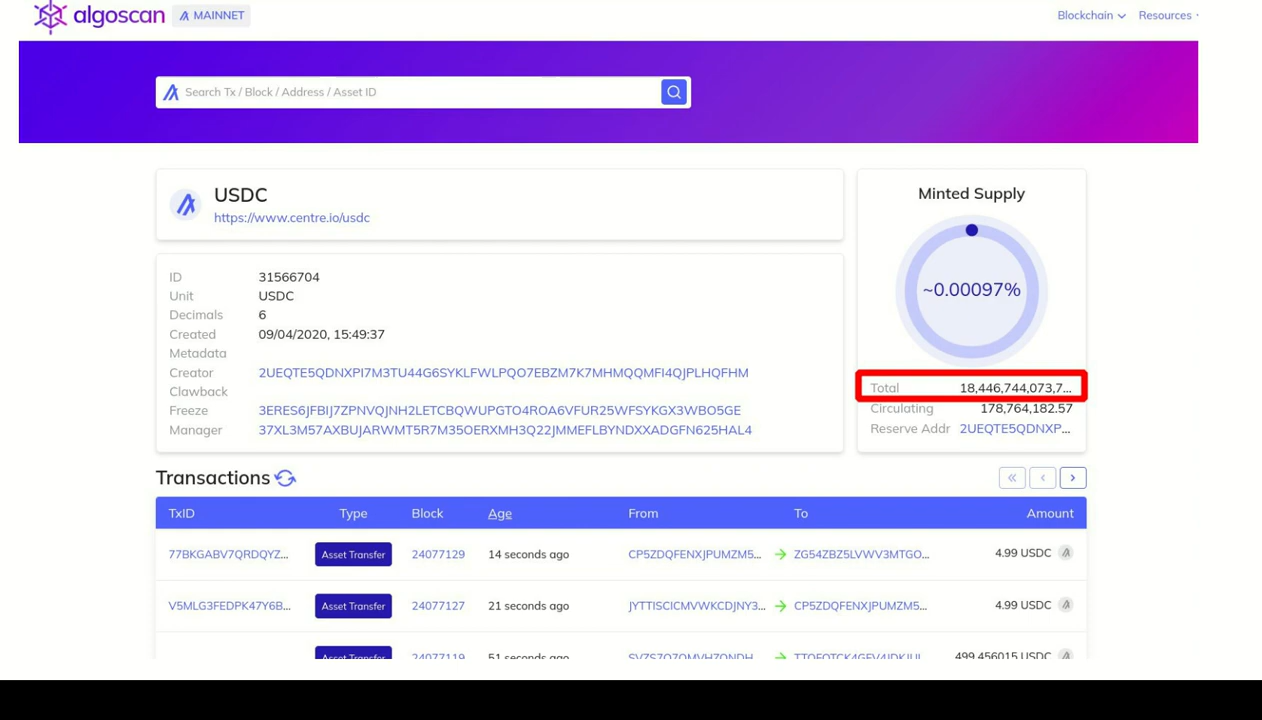 algoscan MAINNET Blockchain Resources
Search Tx / Block / Address / Asset ID
USDC
https://www.centre.io/usdc
ID 31566704
Unit USDC
Decimals 6
Created 09/04/2020, 15:49:37
Metadata
Creator 2UEQTE5QDNXPI7M3TU44G6SYKLFWLPQO7EBZM7K7MHMQQMFI4QJPLHQFHM
Clawback
Freeze 3ERES6JFBIJ7ZPNVQJNH2LETCBQWUPGTO4ROA6VFUR25WFSYKGX3WBO5GE
Manager 37XL3M57AXBUJARWMT5R7M35OERXMH3Q22JMMEFLBYNDXXADGFN625HAL4
Minted Supply
~0.00097%
Total 18,446,744,073,7...
Circulating 178,764,182.57
Reserve Addr 2UEQTE5QDNXP...
Transactions
TxID Type Block Age From To Amount
77BKGABV7QRDQYZ... Asset Transfer 24077129 14 seconds ago CP5ZDQFENXJPUMZM5... ZG54ZBZ5LVWV3MTGO... 4.99 USDC
V5MLG3FEDPK47Y6B... Asset Transfer 24077127 21 seconds ago JYTTISCICMVWKCDJNY3... CP5ZDQFENXJPUMZM5... 4.99 USDC
Asset Transfer 24077119 51 seconds ago 499.456015 USDC